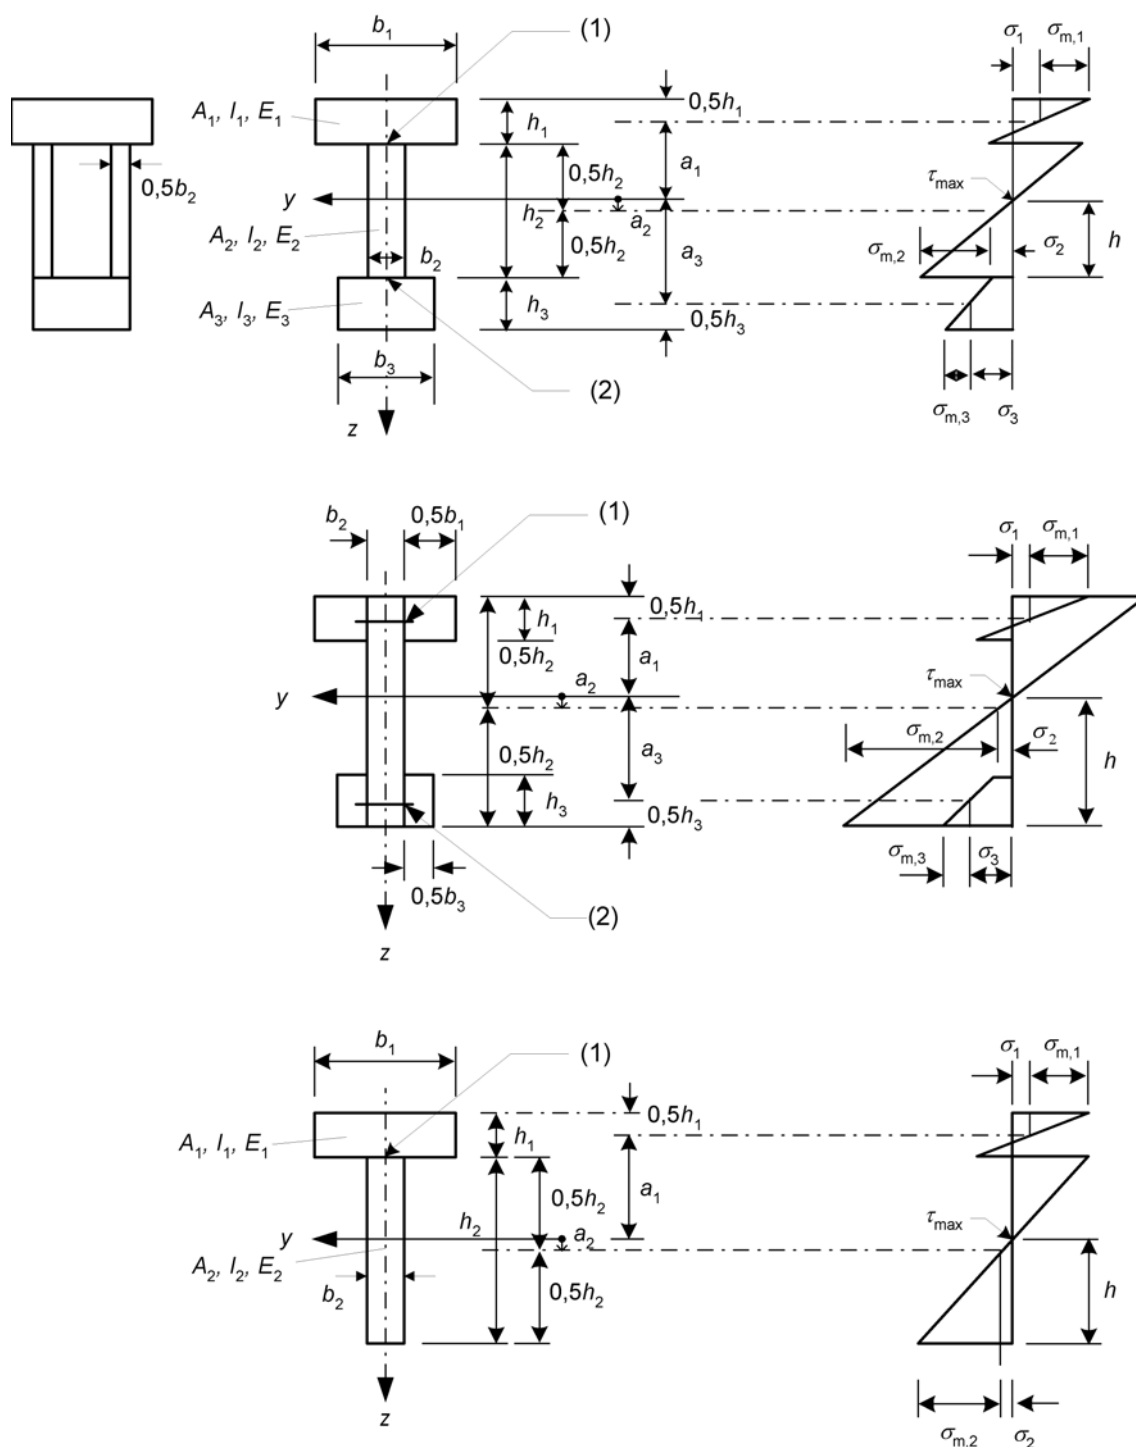 b₁ (1) σ₁ σm,1
A₁, I₁, E₁ h₁ 0,5h₁
0,5b₂ 0,5h₂ a₁ τmax
y h₂ a₂
A₂, I₂, E₂ b₂ 0,5h₂ a₃ σm,2 σ₂ h
A₃, I₃, E₃ h₃ 0,5h₃
b₃ (2) σm,3 σ₃
z
b₂ 0,5b₁ (1) σ₁ σm,1
h₁ 0,5h₁
0,5h₂ a₁
y a₂ τmax
0,5h₂ a₃ σm,2 σ₂ h
h₃ 0,5h₃
0,5b₃ (2) σm,3 σ₃
z
b₁ (1) σ₁ σm,1
A₁, I₁, E₁ h₁ 0,5h₁
0,5h₂ a₁
y h₂ a₂ τmax
A₂, I₂, E₂
b₂ 0,5h₂ h
z σm,2 σ₂